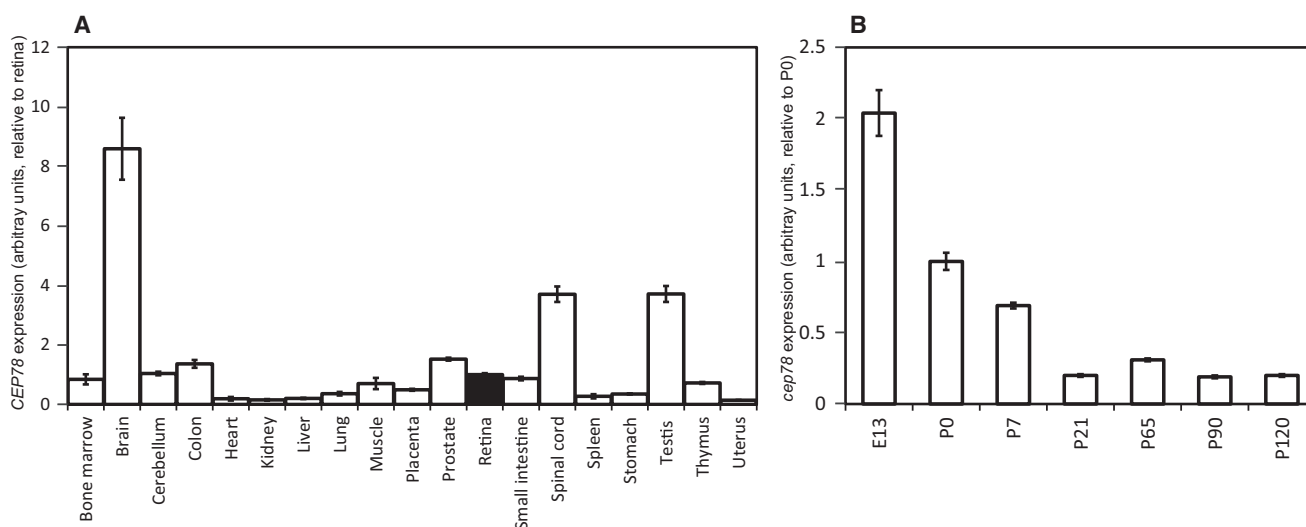 A
CEP78 expression (arbitray units, relative to retina)
12
10
8
6
4
2
0
Bone marrow
Brain
Cerebellum
Colon
Heart
Kidney
Liver
Lung
Muscle
Placenta
Prostate
Retina
Small intestine
Spinal cord
Spleen
Stomach
Testis
Thymus
Uterus
B
cep78 expression (arbitray units, relative to P0)
2.5
2
1.5
1
0.5
0
E13
P0
P7
P21
P65
P90
P120